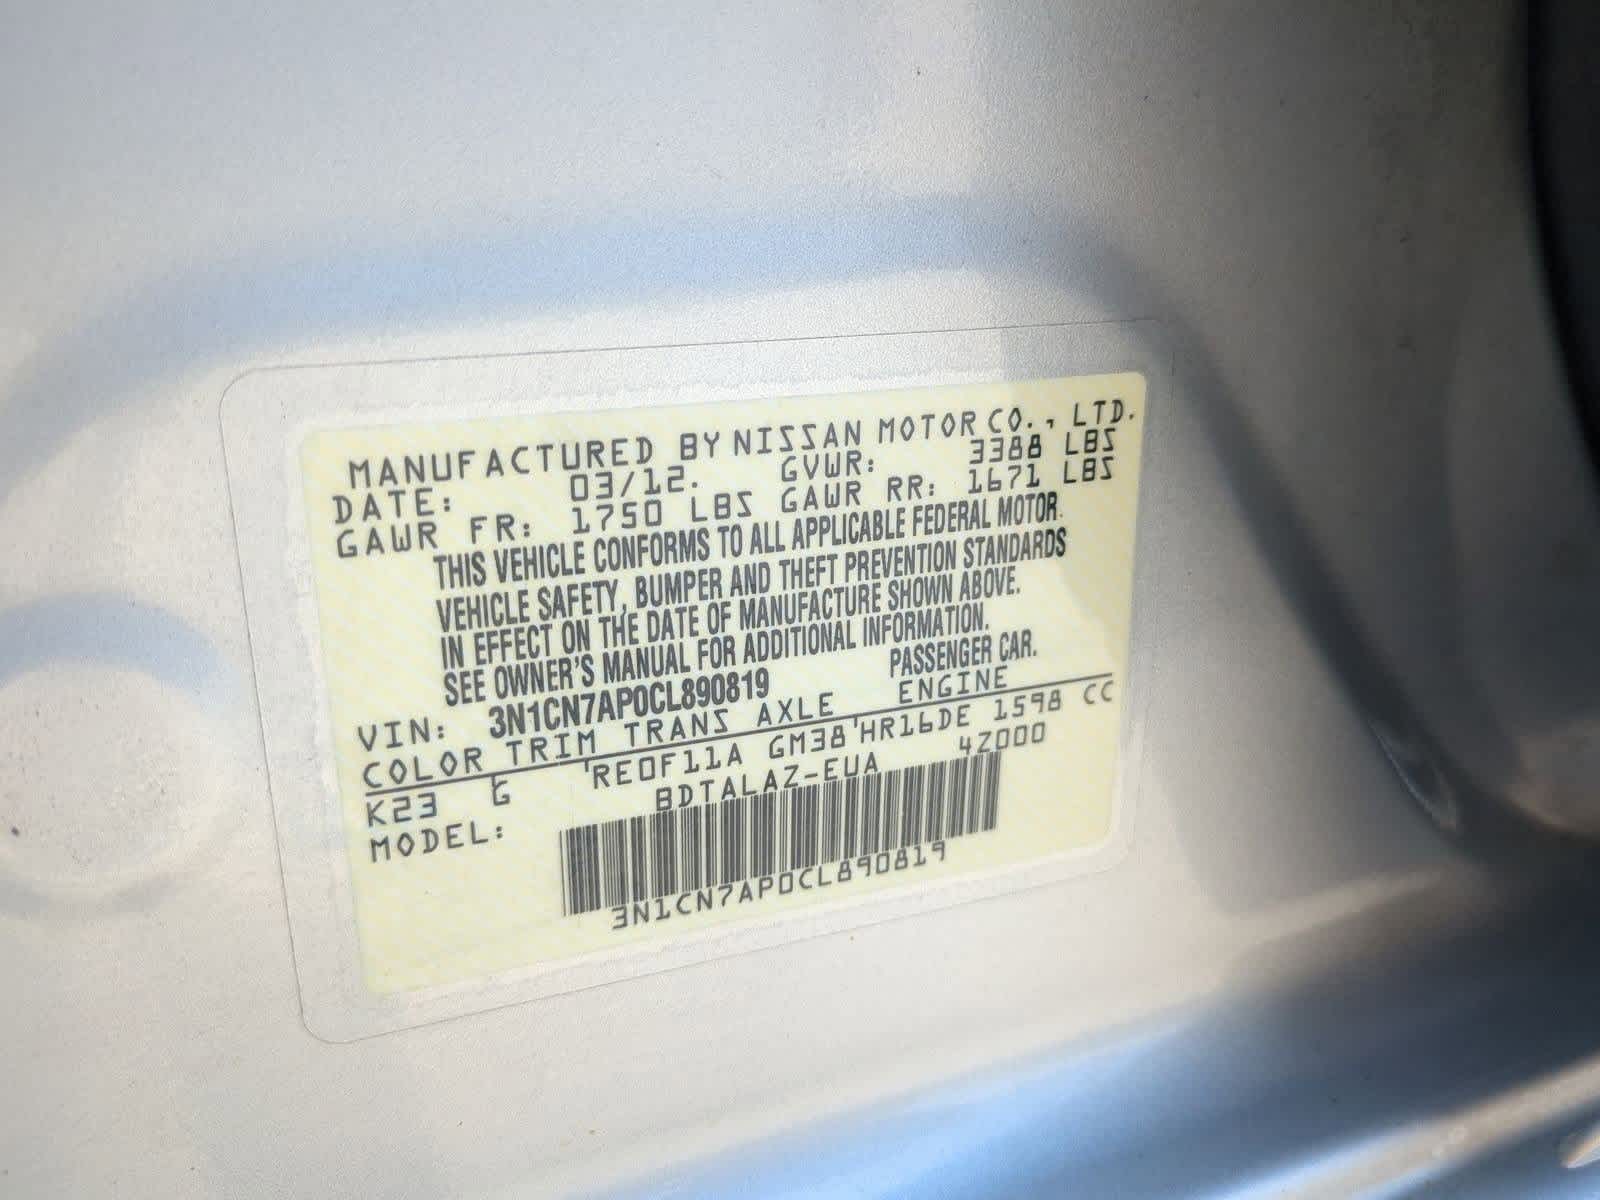 MANUFACTURED BY NISSAN MOTOR CO., LTD.
DATE: 03/12. GVWR: 3388 LBS
GAWR FR: 1750 LBS GAWR RR: 1671 LBS
THIS VEHICLE CONFORMS TO ALL APPLICABLE FEDERAL MOTOR
VEHICLE SAFETY, BUMPER AND THEFT PREVENTION STANDARDS
IN EFFECT ON THE DATE OF MANUFACTURE SHOWN ABOVE.
SEE OWNER'S MANUAL FOR ADDITIONAL INFORMATION.
VIN: 3N1CN7AP0CL890819 PASSENGER CAR.
COLOR TRIM TRANS AXLE ENGINE
K23 G 'RE0F11A GM38'HR16DE 1598 CC
MODEL: BDTALAZ-EUA 4Z000
3N1CN7AP0CL890819